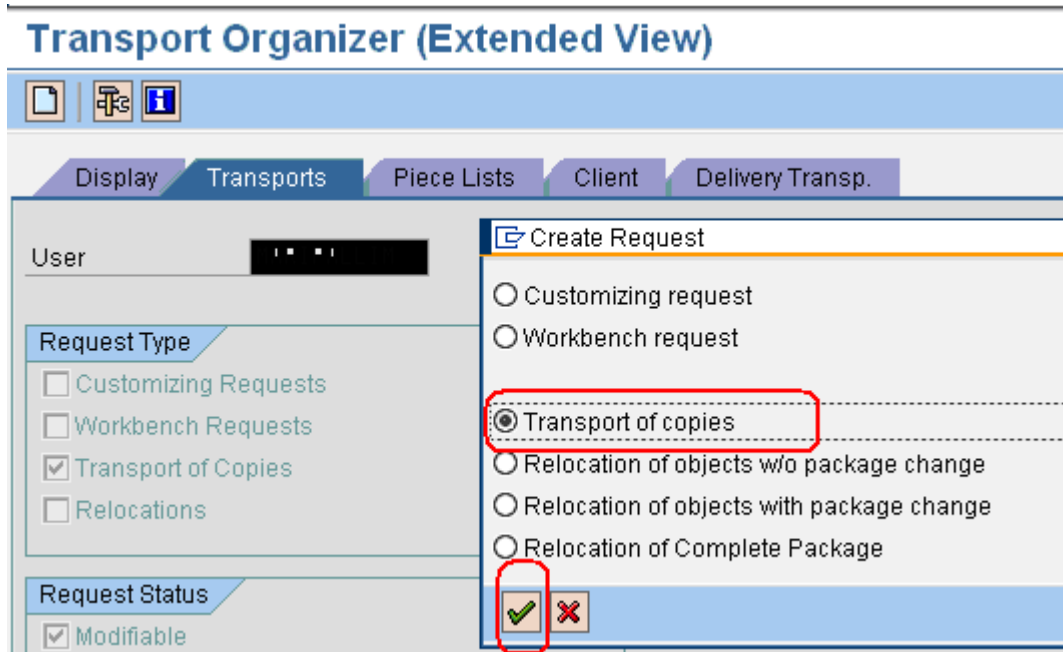 Transport Organizer (Extended View)
Display Transports Piece Lists Client Delivery Transp.
User
Request Type
Customizing Requests
Workbench Requests
Transport of Copies
Relocations
Request Status
Modifiable
Create Request
Customizing request
Workbench request
Transport of copies
Relocation of objects w/o package change
Relocation of objects with package change
Relocation of Complete Package